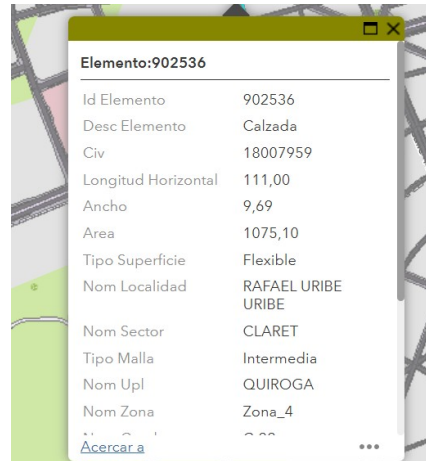 Elemento:902536
Id Elemento 902536
Desc Elemento Calzada
Civ 18007959
Longitud Horizontal 111,00
Ancho 9,69
Area 1075,10
Tipo Superficie Flexible
Nom Localidad RAFAEL URIBE
URIBE
Nom Sector CLARET
Tipo Malla Intermedia
Nom Upl QUIROGA
Nom Zona Zona_4
Acercar a